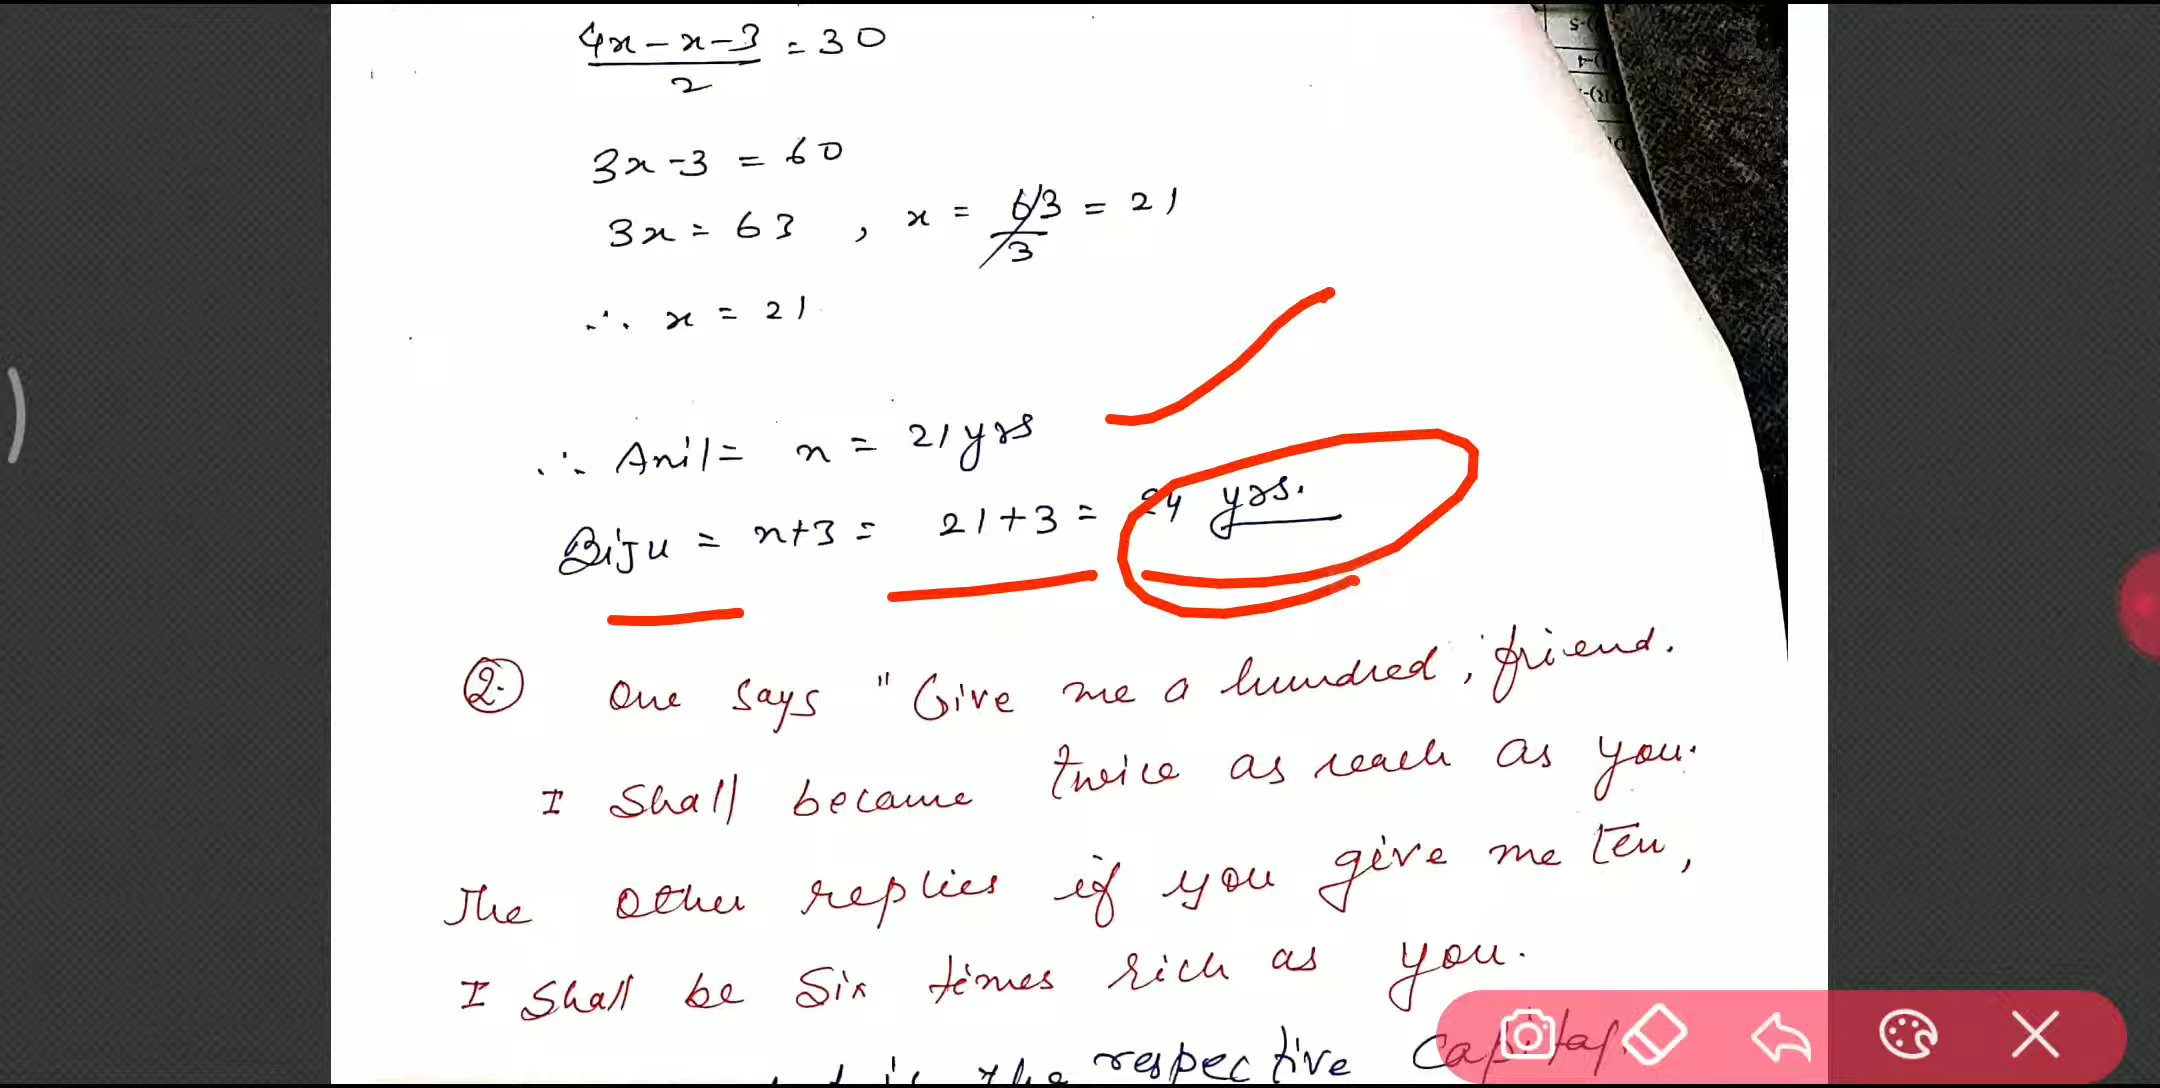 4x-x-3 = 30
2
3x-3 = 60
3x = 63 , x = 63/3 = 21
∴ x = 21
∴ Anil = x = 21 yrs
Biju = x+3 = 21+3 = 24 yrs.
2. One says "Give me a hundred, friend.
I shall became twice as reach as you.
The other replies if you give me ten,
I shall be six times rich as you.
the respective capital